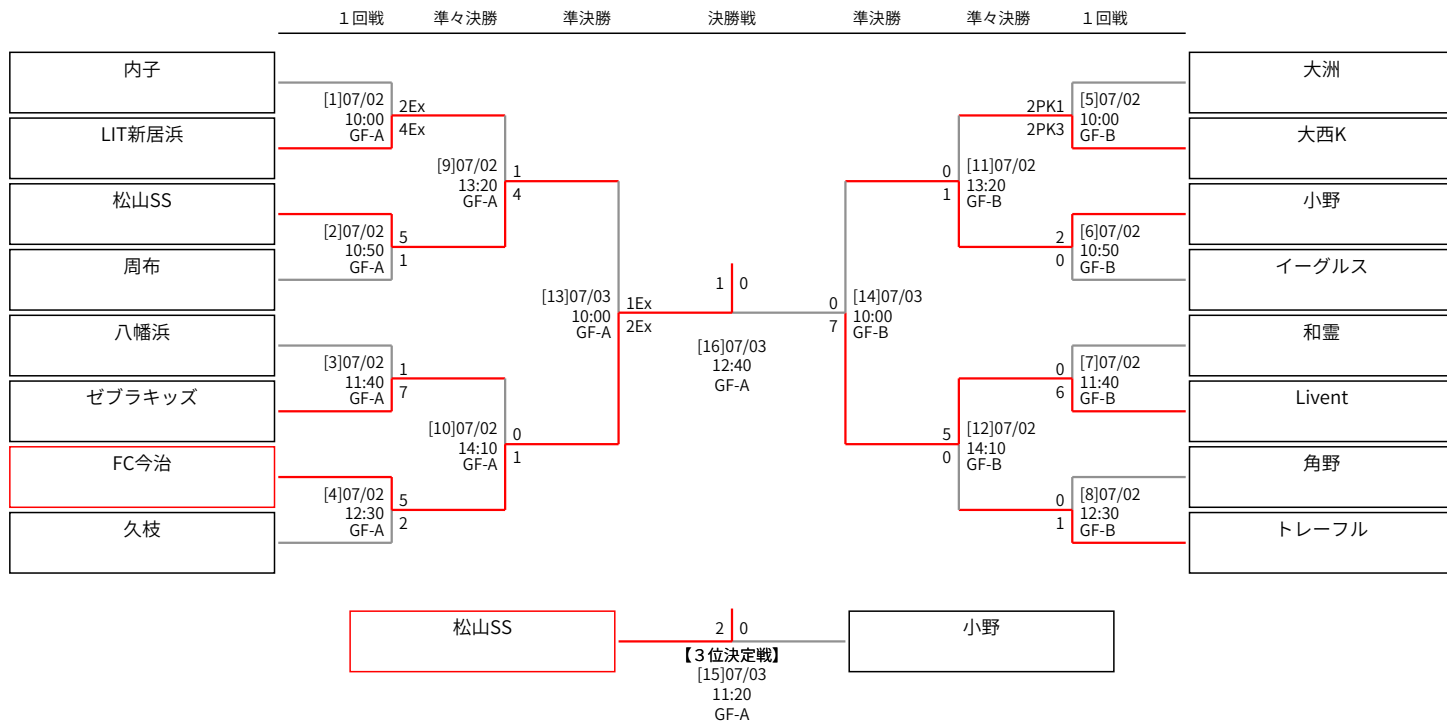 １回戦 準々決勝 準決勝 決勝戦 準決勝 準々決勝 １回戦
内子
LIT新居浜
松山SS
周布
八幡浜
ゼブラキッズ
FC今治
久枝
[1]07/02
10:00
GF-A
2Ex
4Ex
[2]07/02
10:50
GF-A
5
1
[3]07/02
11:40
GF-A
1
7
[4]07/02
12:30
GF-A
5
2
[9]07/02
13:20
GF-A
1
4
[10]07/02
14:10
GF-A
0
1
[13]07/03
10:00
GF-A
1Ex
2Ex
1 0
[16]07/03
12:40
GF-A
0
7
[14]07/03
10:00
GF-B
0
1
[11]07/02
13:20
GF-B
5
0
[12]07/02
14:10
GF-B
2PK1
2PK3
[5]07/02
10:00
GF-B
2
0
[6]07/02
10:50
GF-B
0
6
[7]07/02
11:40
GF-B
0
1
[8]07/02
12:30
GF-B
大洲
大西K
小野
イーグルス
和霊
Livent
角野
トレーフル
松山SS
2 0
小野
【３位決定戦】
[15]07/03
11:20
GF-A